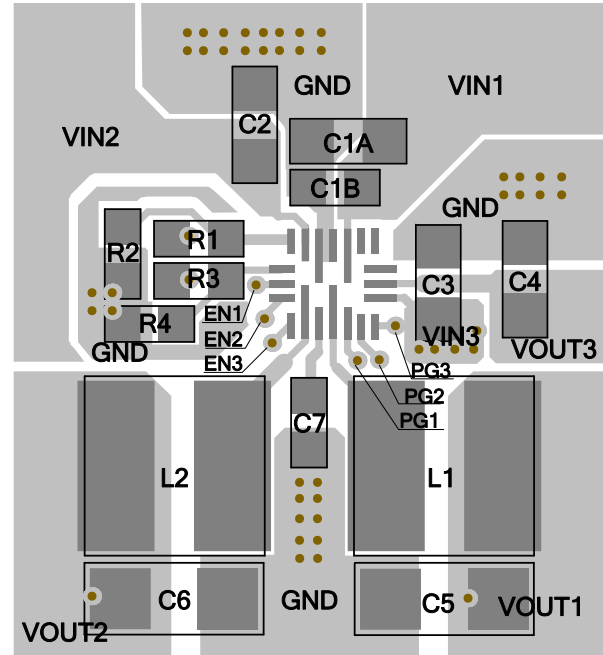 GND
VIN1
C2
VIN2
C1A
C1B
GND
R2
R1
R3
C3
C4
EN1
R4
EN2
VIN3
GND
VOUT3
EN3
PG3
PG2
PG1
C7
L2
L1
C6
GND
C5
VOUT1
VOUT2